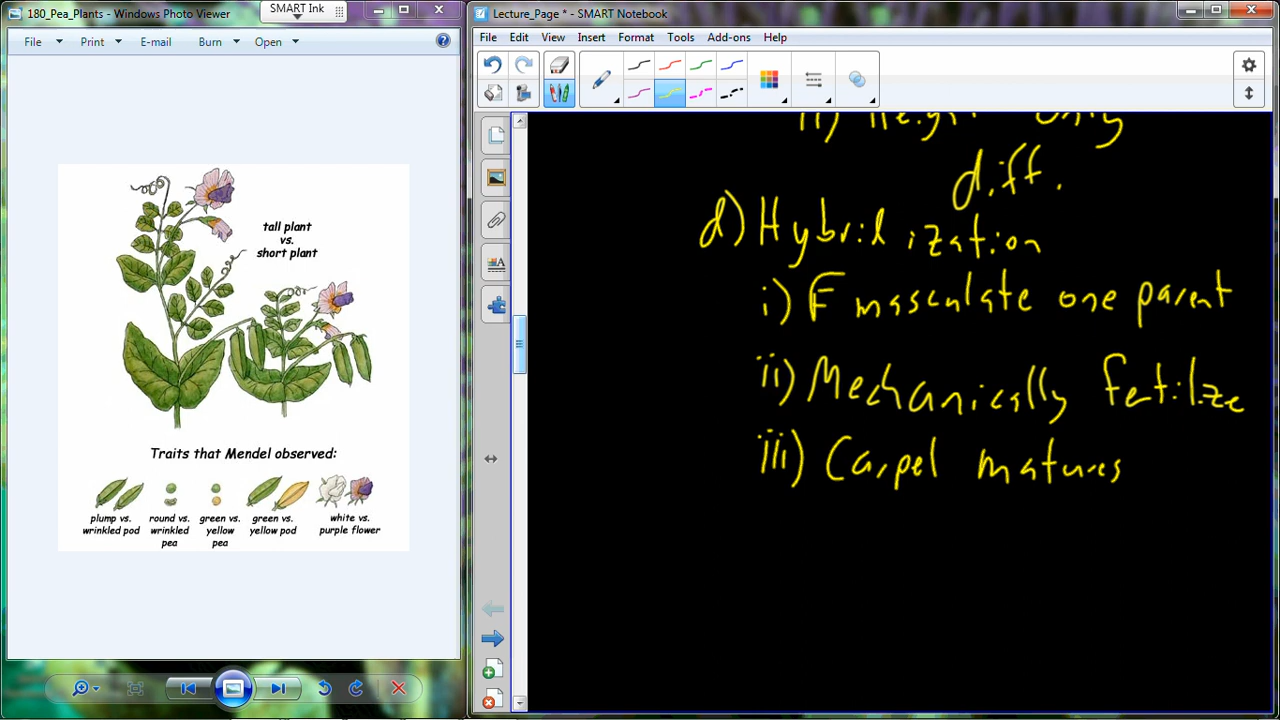 180_Pea_Plants - Windows Photo Viewer
SMART Ink
File Print E-mail Burn Open
tall plant
vs.
short plant
Traits that Mendel observed:
plump vs.
wrinkled pod
round vs.
wrinkled
pea
green vs.
yellow
pea
green vs.
yellow pod
white vs.
purple flower
Lecture_Page * - SMART Notebook
File Edit View Insert Format Tools Add-ons Help
ii) Height only
diff.
d) Hybridization
i) Emasculate one parent
ii) Mechanically fertilize
iii) Carpel matures